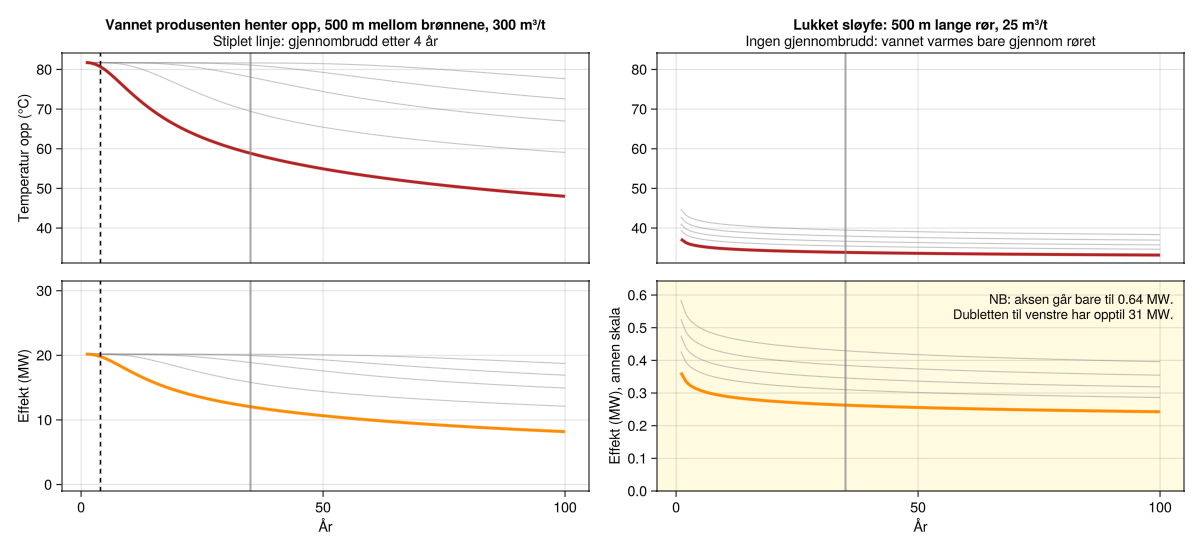 Vannet produsenten henter opp, 500 m mellom brønnene, 300 m³/t
Stiplet linje: gjennombrudd etter 4 år
80
70
60
50
40
Temperatur opp (°C)
Lukket sløyfe: 500 m lange rør, 25 m³/t
Ingen gjennombrudd: vannet varmes bare gjennom røret
80
70
60
50
40
30
20
10
0
Effekt (MW)
0
50
100
År
NB: aksen går bare til 0.64 MW.
Dubletten til venstre har opptil 31 MW.
0.6
0.5
0.4
0.3
0.2
0.1
0.0
Effekt (MW), annen skala
0
50
100
År